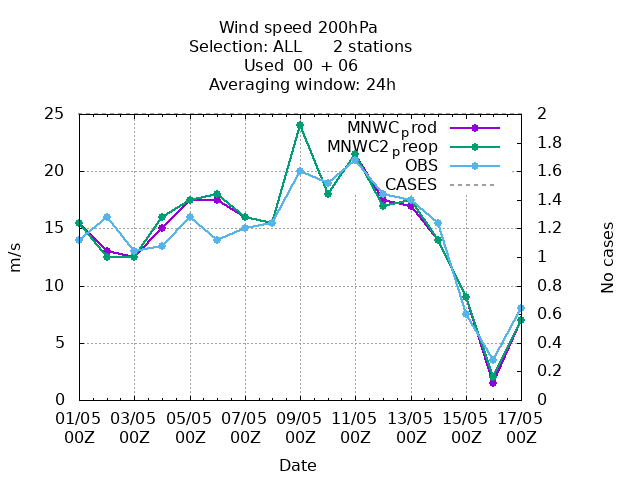 Wind speed 200hPa
Selection: ALL 2 stations
Used 00 + 06
Averaging window: 24h
25 2
MNWCprod
1.8
MNWC2preop
20 OBS 1.6
CASES
1.4
15 1.2
m/s No cases
1
10 0.8
0.6
5 0.4
0.2
0 0
01/05 03/05 05/05 07/05 09/05 11/05 13/05 15/05 17/05
00Z 00Z 00Z 00Z 00Z 00Z 00Z 00Z 00Z
Date